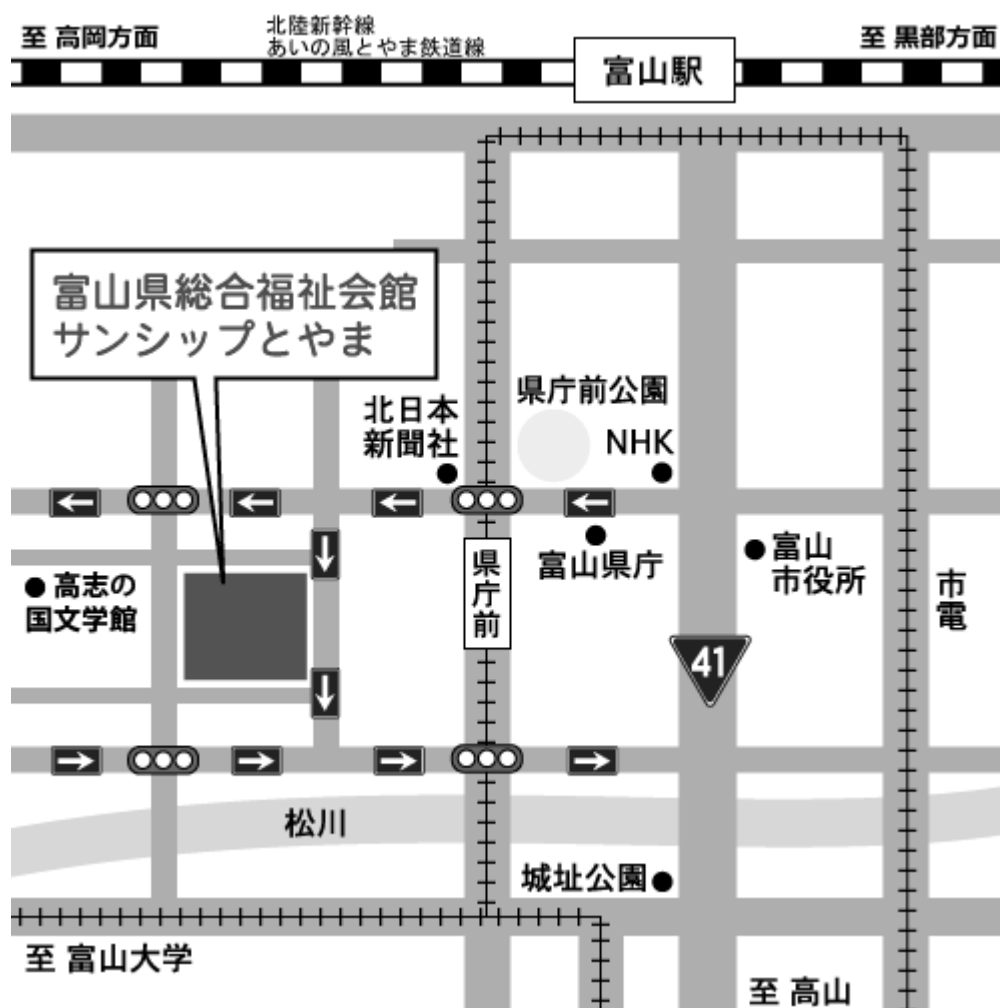 至 高岡方面
北陸新幹線
あいの風とやま鉄道線
至 黒部方面
富山駅
富山県総合福祉会館
サンシップとやま
北日本
新聞社
県庁前公園
NHK
富山県庁
富山
市役所
高志の
国文学館
県庁前
市電
41
松川
城址公園
至 富山大学
至 高山